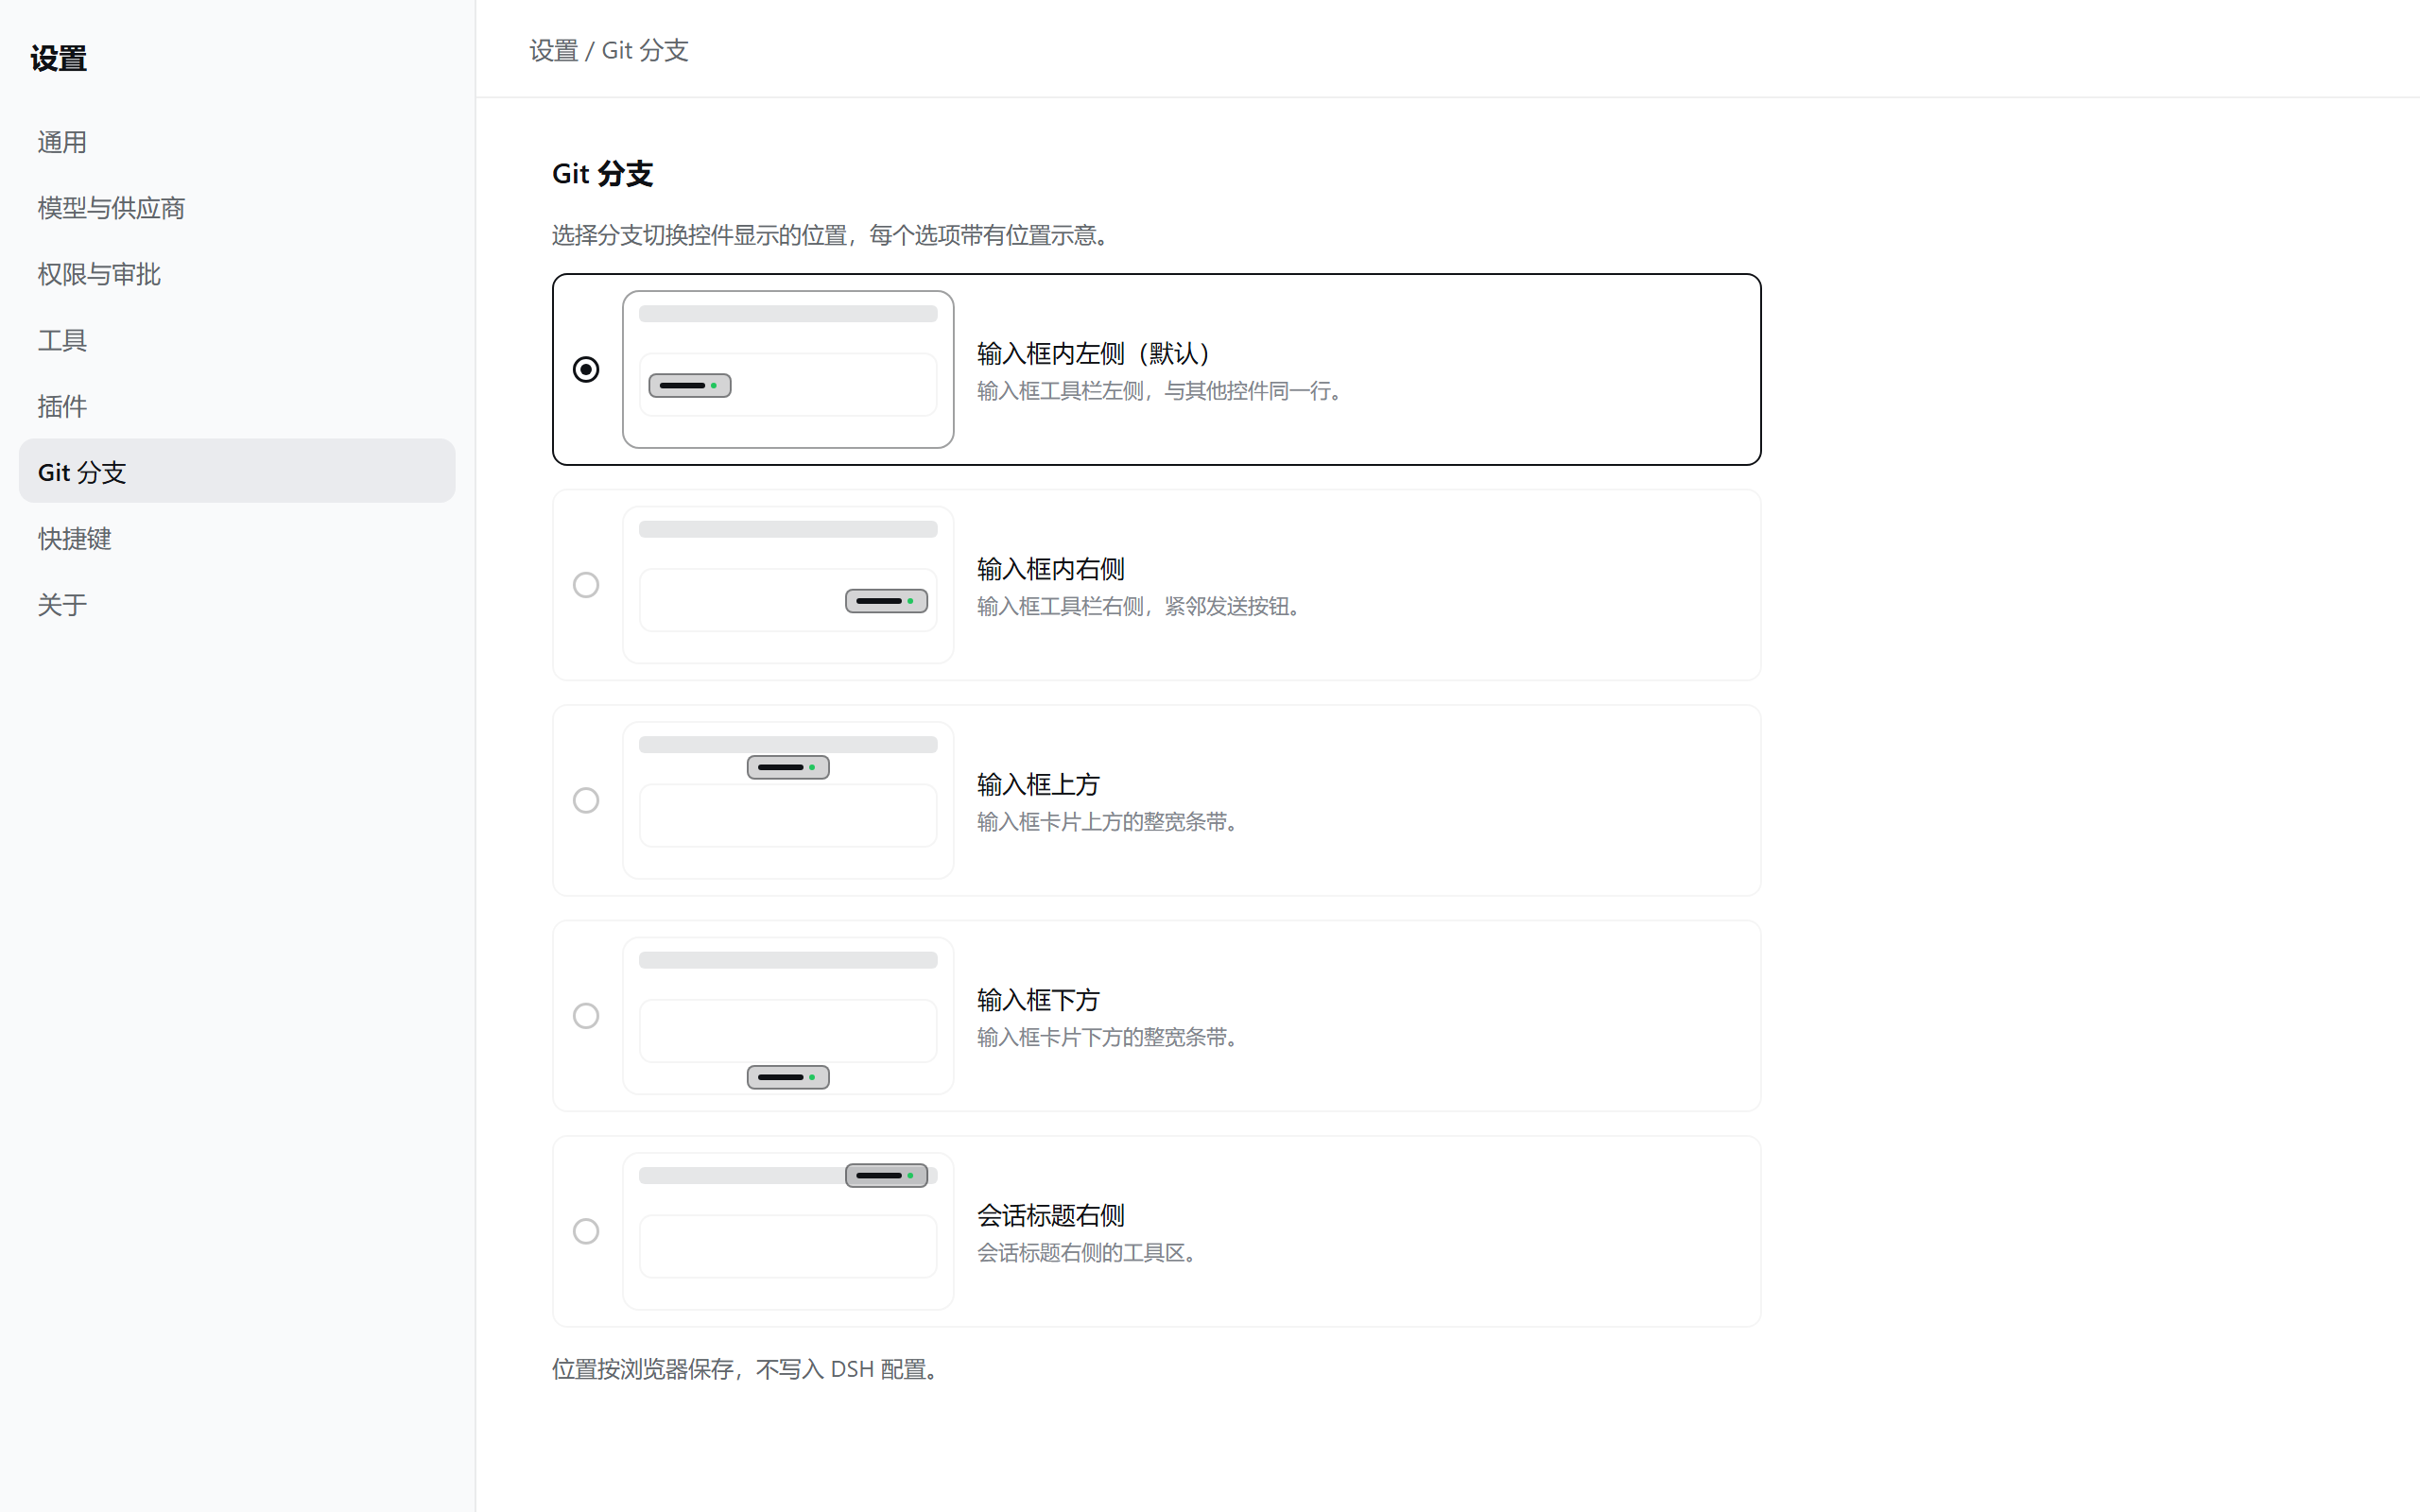 设置
通用
模型与供应商
权限与审批
工具
插件
Git 分支
快捷键
关于
设置 / Git 分支
Git 分支
选择分支切换控件显示的位置，每个选项带有位置示意。
输入框内左侧（默认）
输入框工具栏左侧，与其他控件同一行。
输入框内右侧
输入框工具栏右侧，紧邻发送按钮。
输入框上方
输入框卡片上方的整宽条带。
输入框下方
输入框卡片下方的整宽条带。
会话标题右侧
会话标题右侧的工具区。
位置按浏览器保存，不写入 DSH 配置。